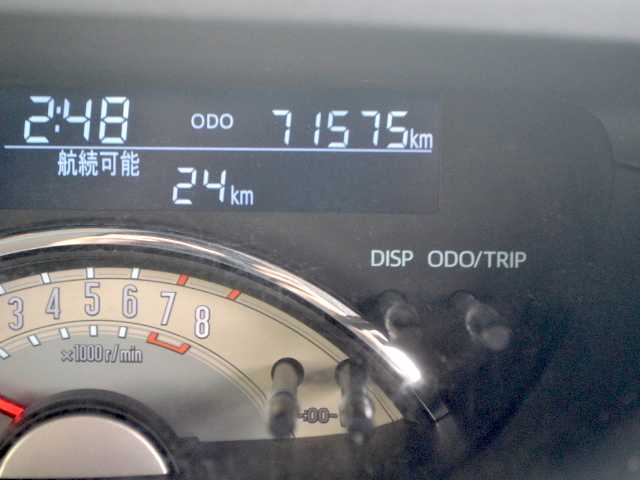 2:48 ODO 71575km
航続可能
24km
DISP ODO/TRIP
3 4 5 6 7 8
×1000r/min
:00